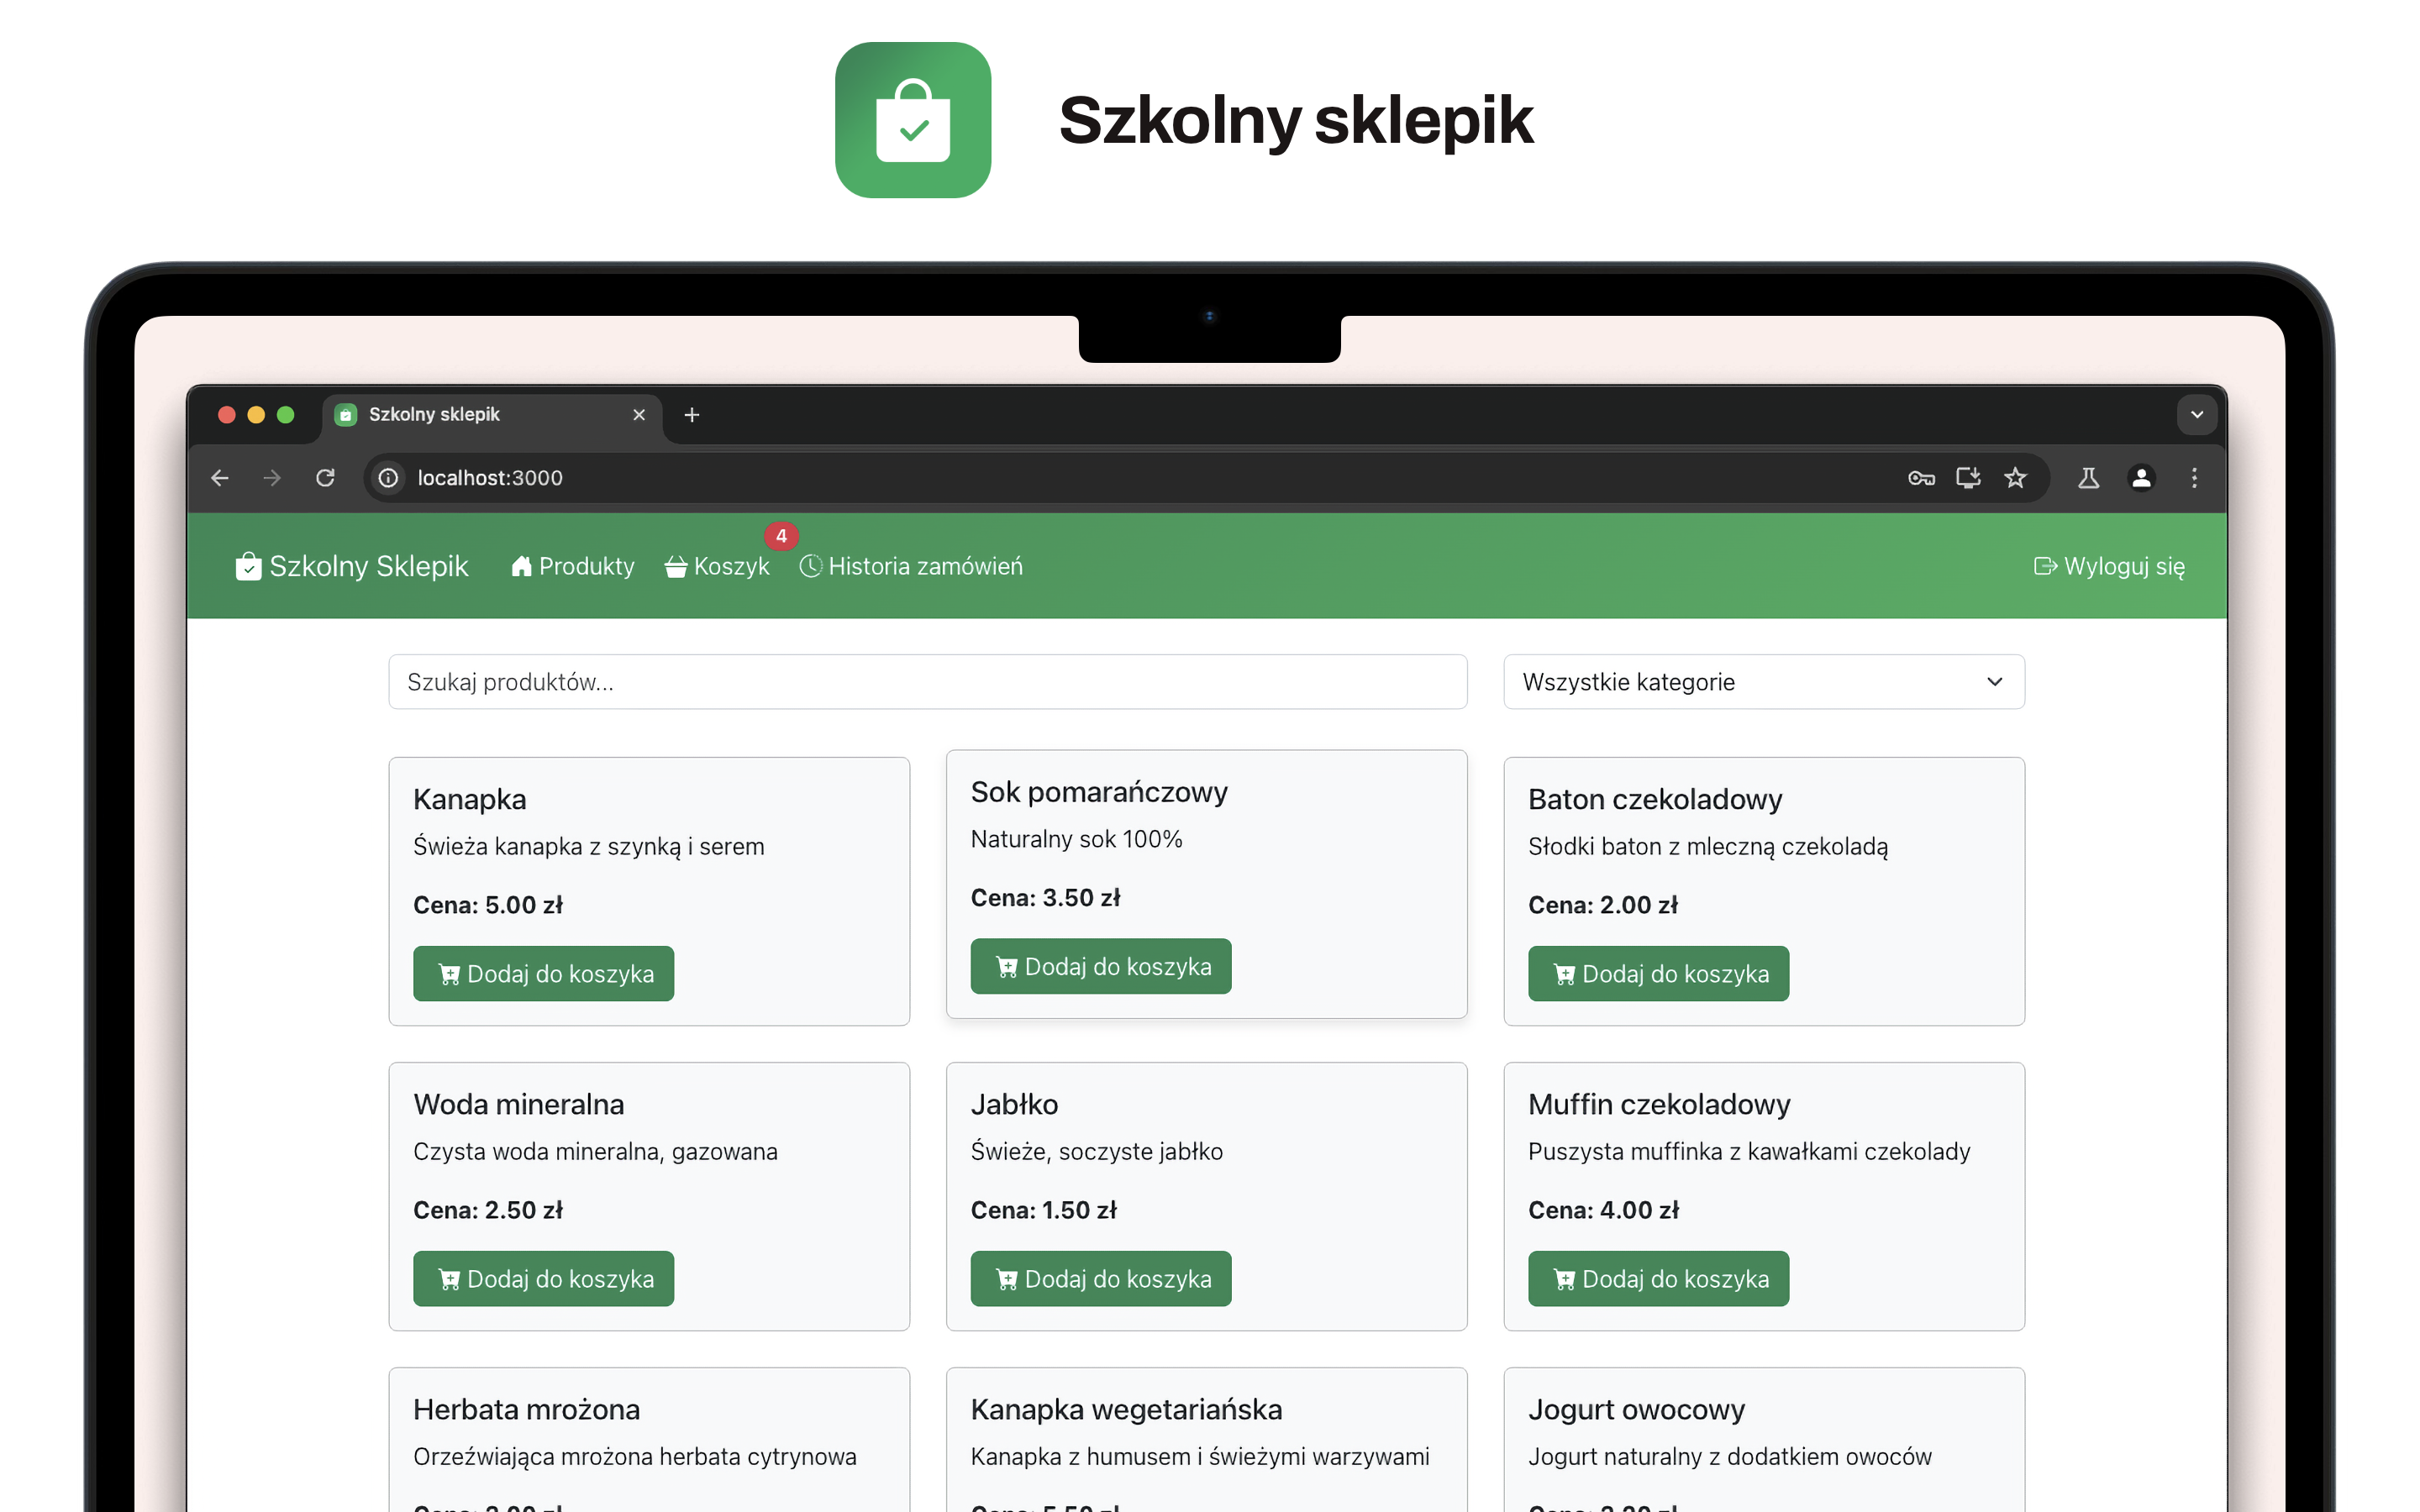 Szkolny sklepik
Szkolny sklepik
localhost:3000
Szkolny Sklepik
Produkty
Koszyk
4
Historia zamówień
Wyloguj się
Szukaj produktów...
Wszystkie kategorie
Kanapka
Świeża kanapka z szynką i serem
Cena: 5.00 zł
Dodaj do koszyka
Sok pomarańczowy
Naturalny sok 100%
Cena: 3.50 zł
Dodaj do koszyka
Baton czekoladowy
Słodki baton z mleczną czekoladą
Cena: 2.00 zł
Dodaj do koszyka
Woda mineralna
Czysta woda mineralna, gazowana
Cena: 2.50 zł
Dodaj do koszyka
Jabłko
Świeże, soczyste jabłko
Cena: 1.50 zł
Dodaj do koszyka
Muffin czekoladowy
Puszysta muffinka z kawałkami czekolady
Cena: 4.00 zł
Dodaj do koszyka
Herbata mrożona
Orzeźwiająca mrożona herbata cytrynowa
Kanapka wegetariańska
Kanapka z humusem i świeżymi warzywami
Jogurt owocowy
Jogurt naturalny z dodatkiem owoców